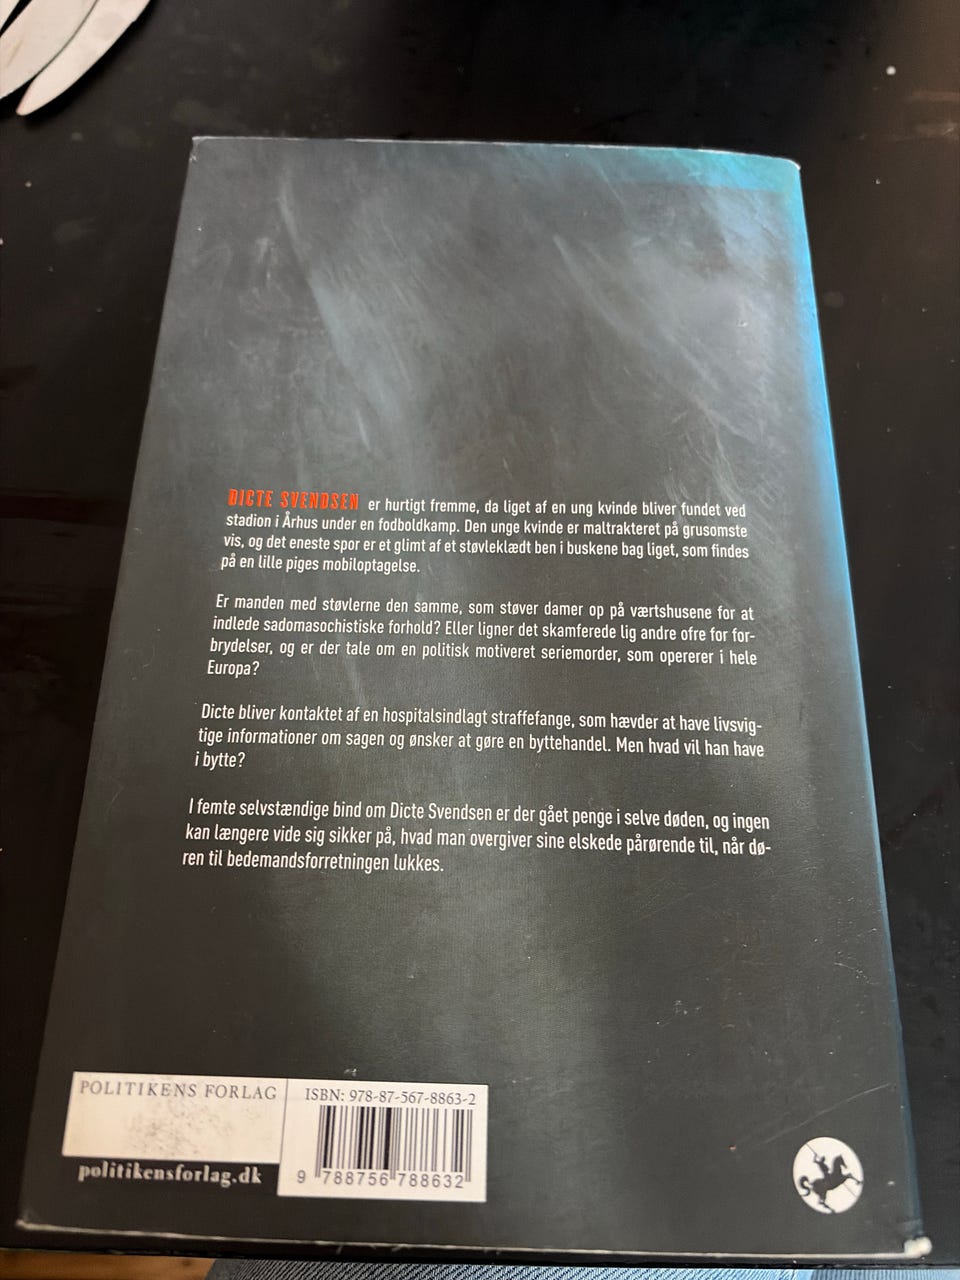 DICTE SVENDSEN er hurtigt fremme, da liget af en ung kvinde bliver fundet ved
stadion i Århus under en fodboldkamp. Den unge kvinde er maltrakteret på grusomste
vis, og det eneste spor er et glimt af et støvleklædt ben i buskene bag liget, som findes
på en lille piges mobiloptagelse.
Er manden med støvlerne den samme, som støver damer op på værtshusene for at
indlede sadomasochistiske forhold? Eller ligner det skamferede lig andre ofre for for-
brydelser, og er der tale om en politisk motiveret seriemorder, som opererer i hele
Europa?
Dicte bliver kontaktet af en hospitalsindlagt straffefange, som hævder at have livsvig-
tige informationer om sagen og ønsker at gøre en byttehandel. Men hvad vil han have
i bytte?
I femte selvstændige bind om Dicte Svendsen er der gået penge i selve døden, og ingen
kan længere vide sig sikker på, hvad man overgiver sine elskede pårørende til, når dø-
ren til bedemandsforretningen lukkes.
POLITIKENS FORLAG
politikensforlag.dk
ISBN: 978-87-567-8863-2
9 788756 788632